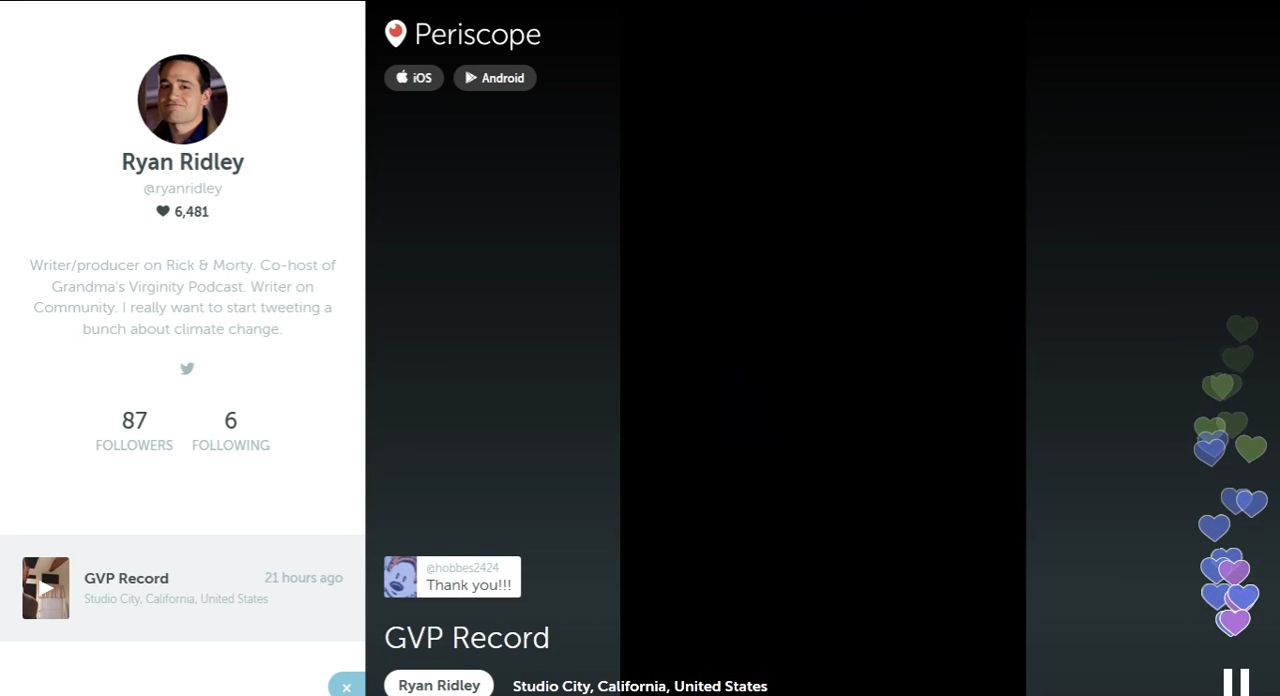 Ryan Ridley
@ryanridley
6,481
Writer/producer on Rick & Morty. Co-host of
Grandma's Virginity Podcast. Writer on
Community. I really want to start tweeting a
bunch about climate change.
87
FOLLOWERS
6
FOLLOWING
GVP Record
21 hours ago
Studio City, California, United States
x
Periscope
iOS
Android
@hobbes2424
Thank you!!!
GVP Record
Ryan Ridley
Studio City, California, United States